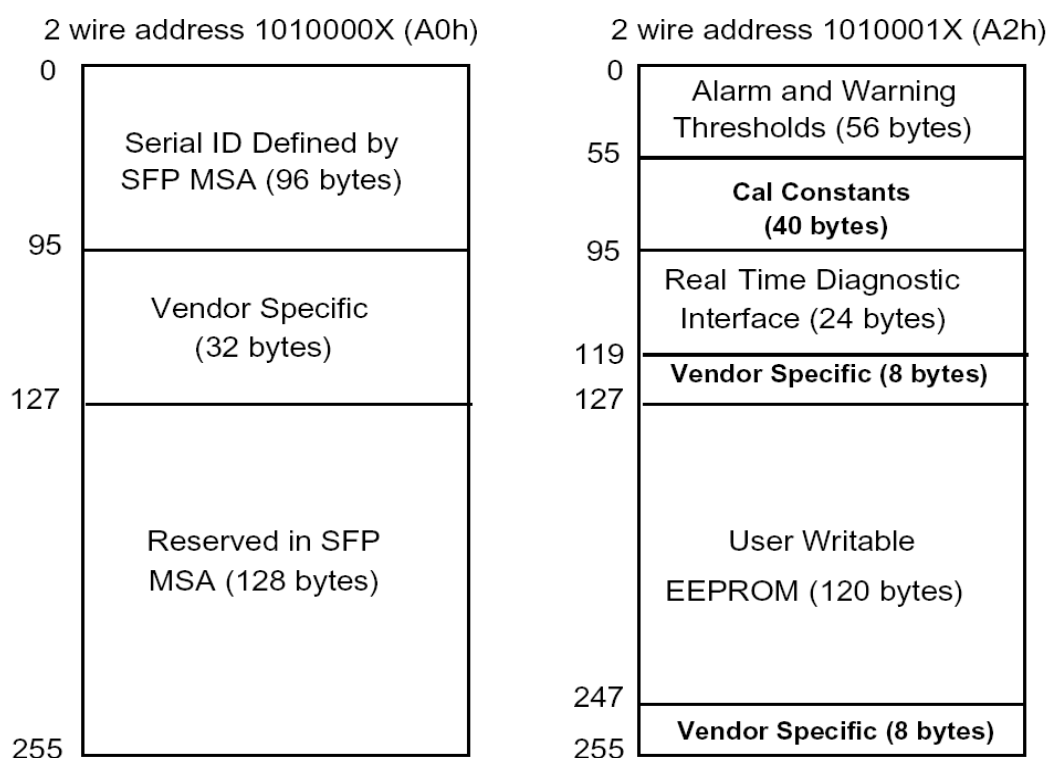 2 wire address 1010000X (A0h)
0
Serial ID Defined by
SFP MSA (96 bytes)
95
Vendor Specific
(32 bytes)
127
Reserved in SFP
MSA (128 bytes)
255
2 wire address 1010001X (A2h)
0
Alarm and Warning
Thresholds (56 bytes)
55
Cal Constants
(40 bytes)
95
Real Time Diagnostic
Interface (24 bytes)
119
Vendor Specific (8 bytes)
127
User Writable
EEPROM (120 bytes)
247
Vendor Specific (8 bytes)
255